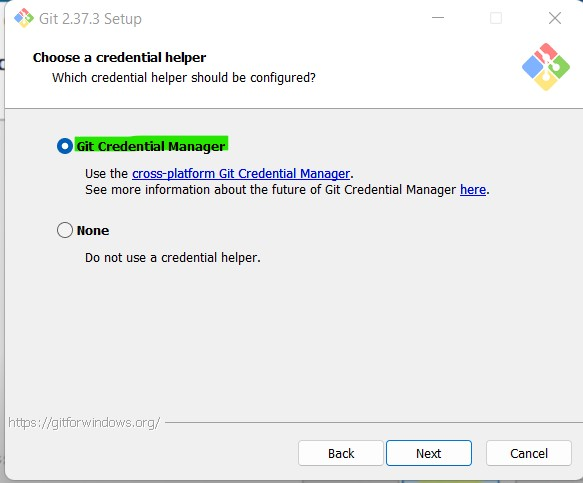 Git 2.37.3 Setup
Choose a credential helper
Which credential helper should be configured?
Git Credential Manager
Use the cross-platform Git Credential Manager.
See more information about the future of Git Credential Manager here.
None
Do not use a credential helper.
https://gitforwindows.org/
Back Next Cancel